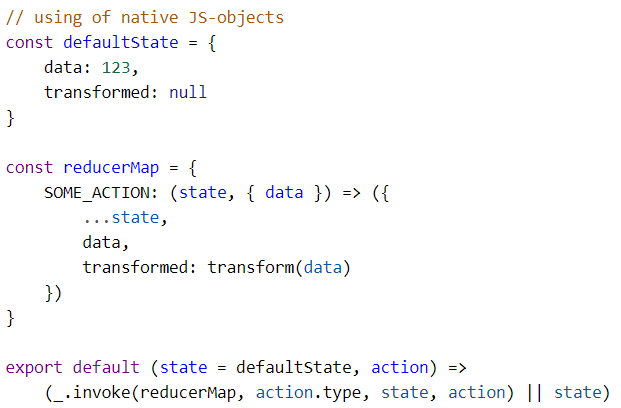 // using of native JS-objects
const defaultState = {
    data: 123,
    transformed: null
}

const reducerMap = {
    SOME_ACTION: (state, { data }) => ({
        ...state,
        data,
        transformed: transform(data)
    })
}

export default (state = defaultState, action) =>
    (_.invoke(reducerMap, action.type, state, action) || state)